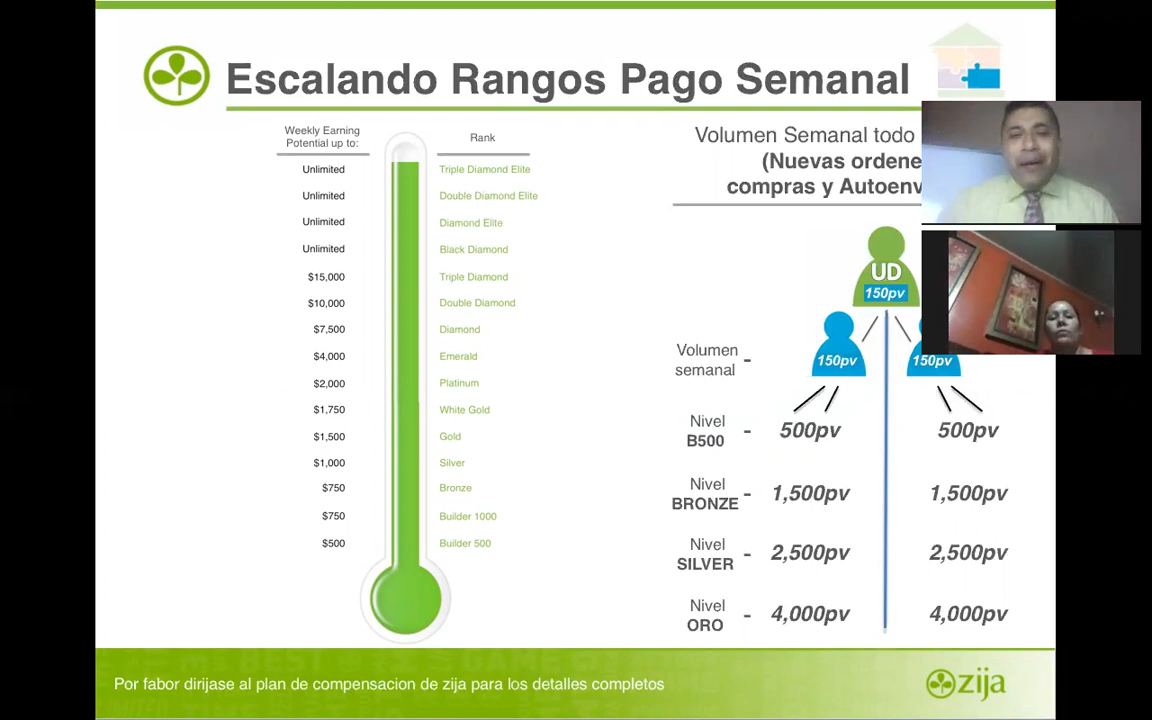 Escalando Rangos Pago Semanal
Weekly Earning
Potential up to:
Rank
Unlimited Triple Diamond Elite
Unlimited Double Diamond Elite
Unlimited Diamond Elite
Unlimited Black Diamond
$15,000 Triple Diamond
$10,000 Double Diamond
$7,500 Diamond
$4,000 Emerald
$2,000 Platinum
$1,750 White Gold
$1,500 Gold
$1,000 Silver
$750 Bronze
$750 Builder 1000
$500 Builder 500
Volumen Semanal todo
(Nuevas ordene
compras y Autoenv
UD
150pv
Volumen
semanal -
150pv 150pv
Nivel
B500 - 500pv 500pv
Nivel
BRONZE - 1,500pv 1,500pv
Nivel
SILVER - 2,500pv 2,500pv
Nivel
ORO - 4,000pv 4,000pv
Por fabor dirijase al plan de compensacion de zija para los detalles completos
zija